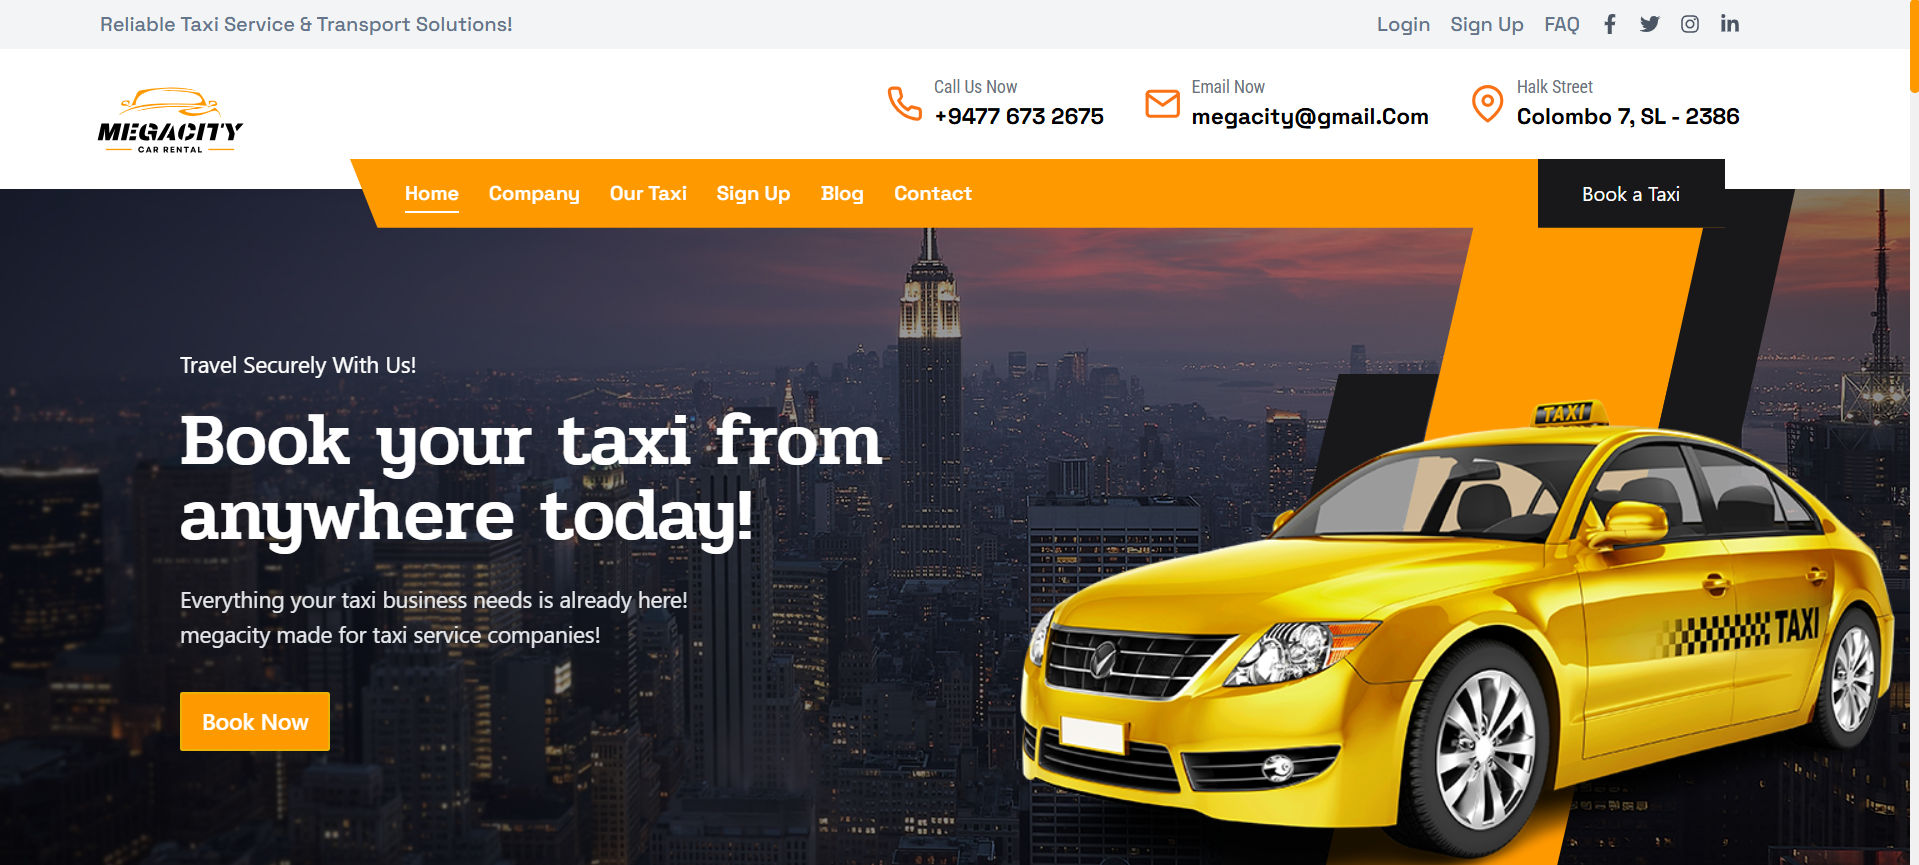 Reliable Taxi Service & Transport Solutions!
Login Sign Up FAQ
MEGACITY
CAR RENTAL
Call Us Now
+9477 673 2675
Email Now
megacity@gmail.Com
Halk Street
Colombo 7, SL - 2386
Home Company Our Taxi Sign Up Blog Contact
Book a Taxi
Travel Securely With Us!
Book your taxi from
anywhere today!
Everything your taxi business needs is already here!
megacity made for taxi service companies!
Book Now
TAXI
TAXI